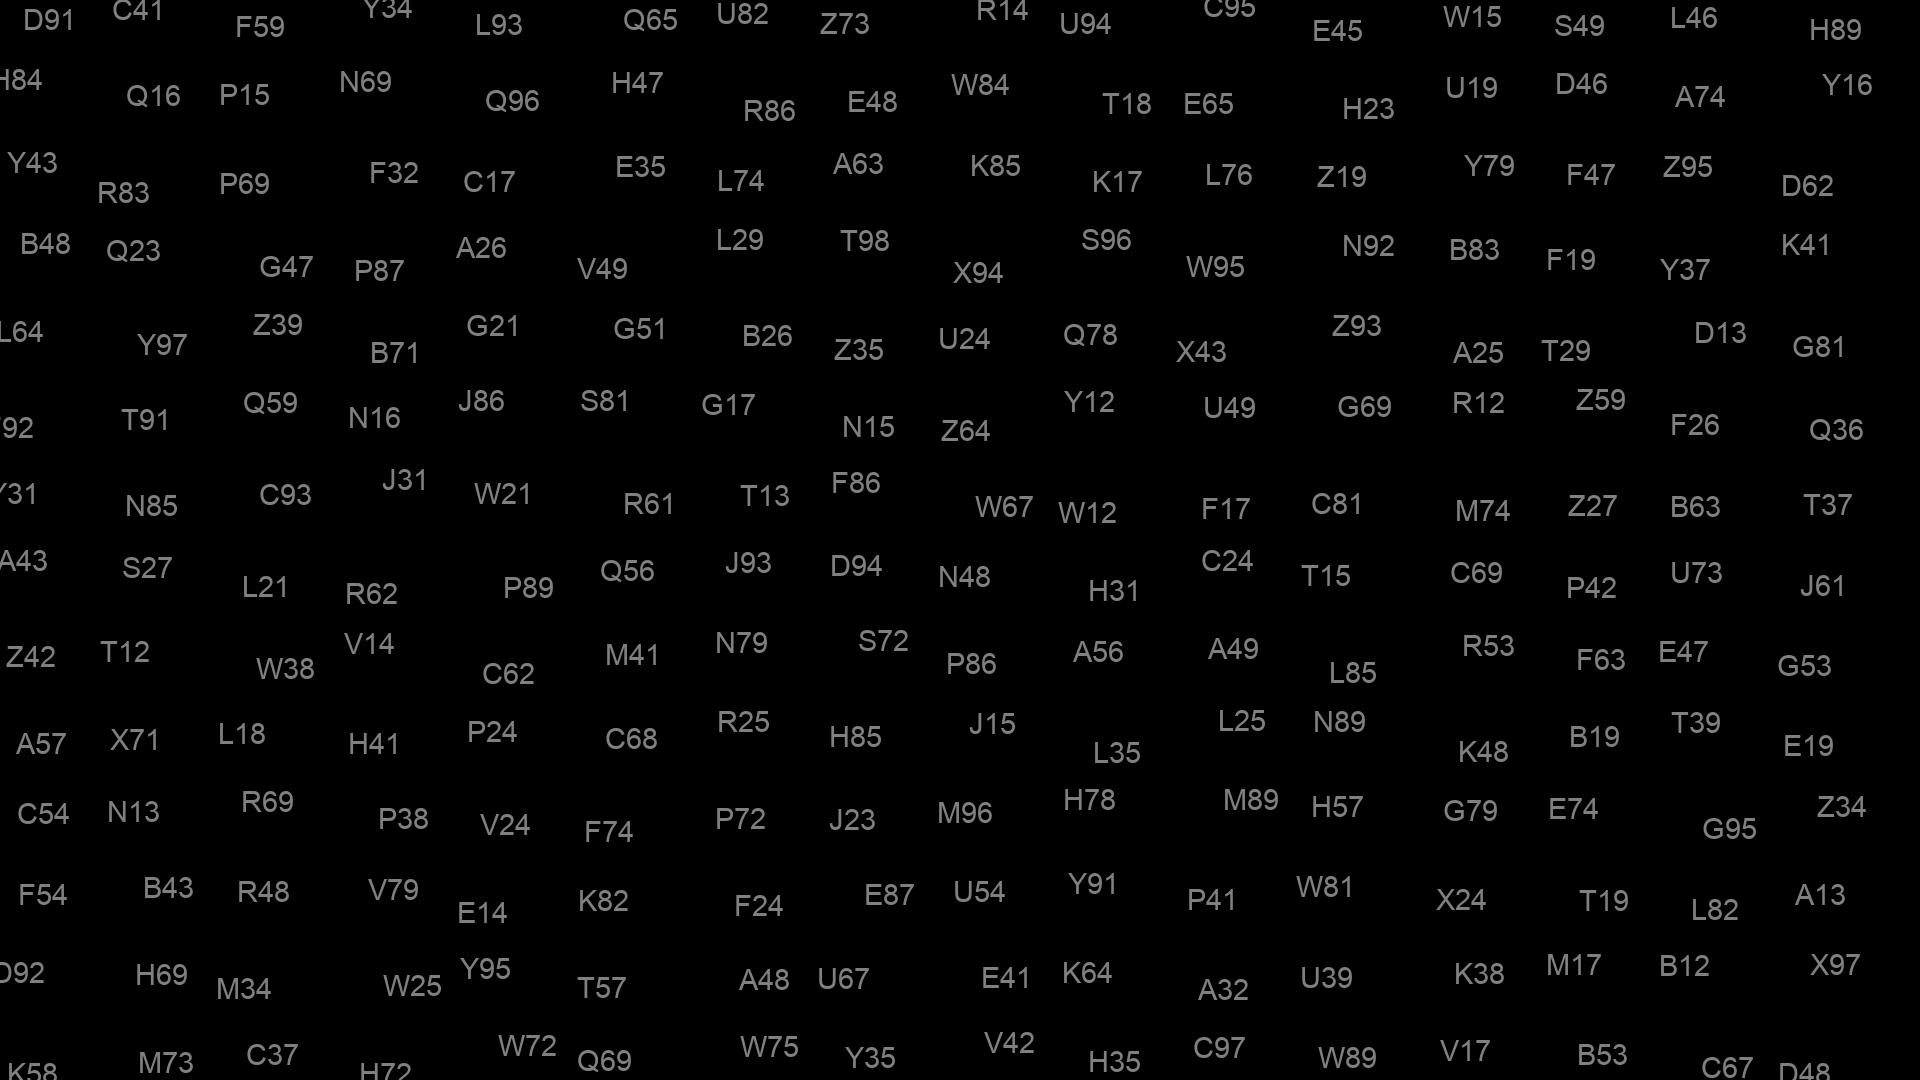 D91 C41 F59 Y34 L93 Q65 U82 Z73 R14 U94 C95 E45 W15 S49 L46 H89
H84 Q16 P15 N69 Q96 H47 R86 E48 W84 T18 E65 H23 U19 D46 A74 Y16
Y43 R83 P69 F32 C17 E35 L74 A63 K85 K17 L76 Z19 Y79 F47 Z95 D62
B48 Q23 G47 P87 A26 V49 L29 T98 X94 S96 W95 N92 B83 F19 Y37 K41
L64 Y97 Z39 B71 G21 G51 B26 Z35 U24 Q78 X43 Z93 A25 T29 D13 G81
T91 Q59 N16 J86 S81 G17 N15 Z64 Y12 U49 G69 R12 Z59 F26 Q36
Y31 N85 C93 J31 W21 R61 T13 F86 W67 W12 F17 C81 M74 Z27 B63 T37
A43 S27 L21 R62 P89 Q56 J93 D94 N48 H31 C24 T15 C69 P42 U73 J61
Z42 T12 W38 V14 C62 M41 N79 S72 P86 A56 A49 L85 R53 F63 E47 G53
A57 X71 L18 H41 P24 C68 R25 H85 J15 L35 L25 N89 K48 B19 T39 E19
C54 N13 R69 P38 V24 F74 P72 J23 M96 H78 M89 H57 G79 E74 G95 Z34
F54 B43 R48 V79 E14 K82 F24 E87 U54 Y91 P41 W81 X24 T19 L82 A13
D92 H69 M34 W25 Y95 T57 A48 U67 E41 K64 A32 U39 K38 M17 B12 X97
K58 M73 C37 H72 W72 Q69 W75 Y35 V42 H35 C97 W89 V17 B53 C67 D48